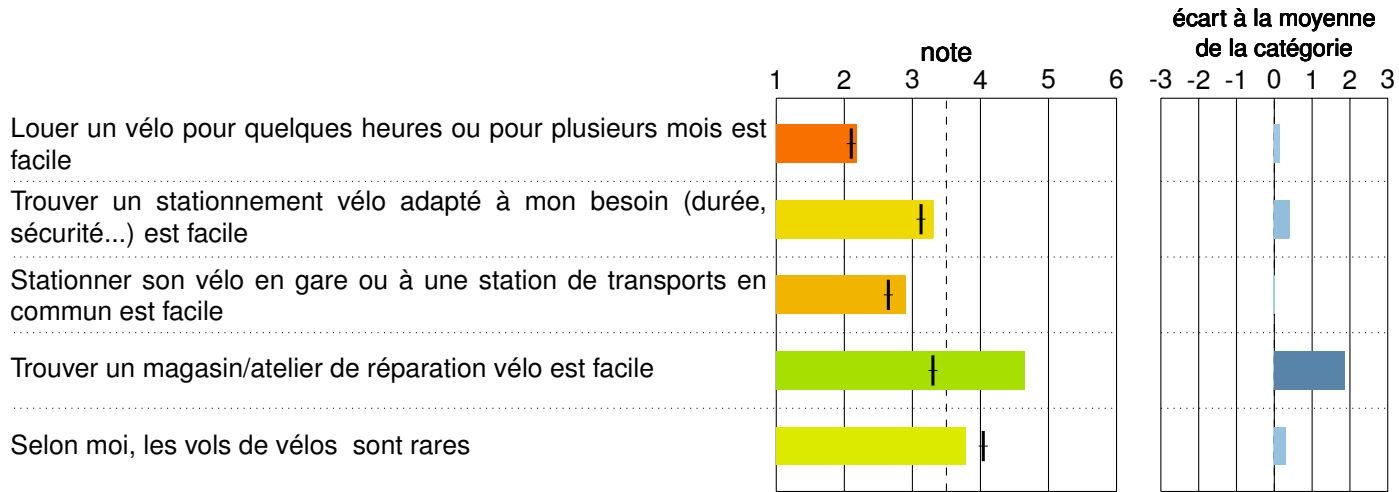 écart à la moyenne
de la catégorie
note
1 2 3 4 5 6
-3 -2 -1 0 1 2 3
Louer un vélo pour quelques heures ou pour plusieurs mois est
facile
Trouver un stationnement vélo adapté à mon besoin (durée,
sécurité...) est facile
Stationner son vélo en gare ou à une station de transports en
commun est facile
Trouver un magasin/atelier de réparation vélo est facile
Selon moi, les vols de vélos  sont rares